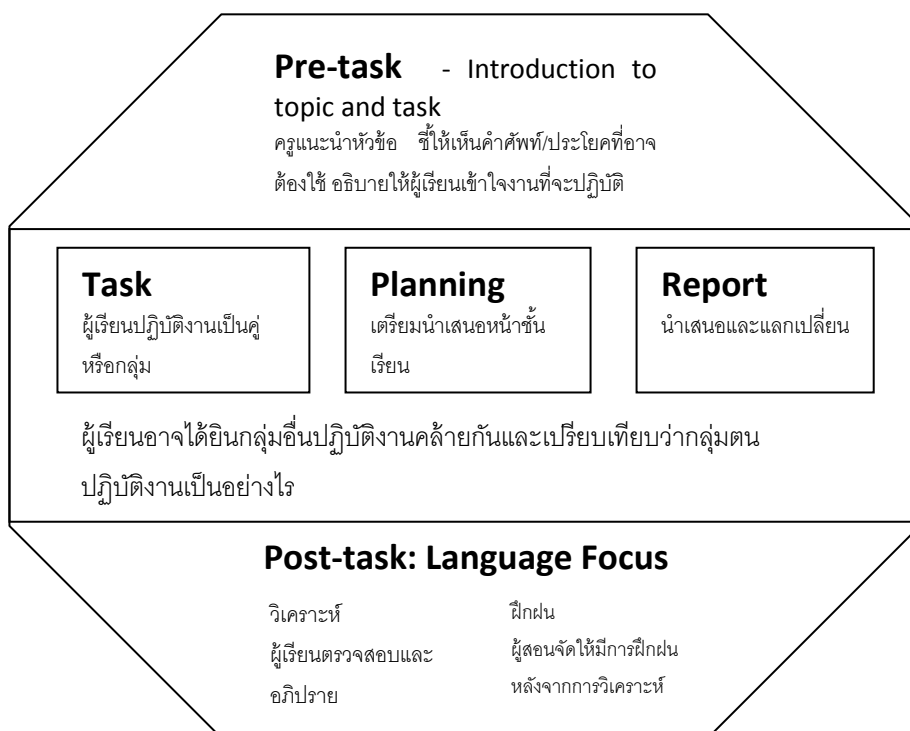 Pre-task - Introduction to
topic and task
ครูแนะนำหัวข้อ ชี้ให้เห็นคำศัพท์/ประโยคที่อาจ
ต้องใช้ อธิบายให้ผู้เรียนเข้าใจงานที่จะปฏิบัติ
Task
ผู้เรียนปฏิบัติงานเป็นคู่
หรือกลุ่ม
Planning
เตรียมนำเสนอหน้าชั้น
เรียน
Report
นำเสนอและแลกเปลี่ยน
ผู้เรียนอาจได้ยินกลุ่มอื่นปฏิบัติงานคล้ายกันและเปรียบเทียบว่ากลุ่มตน
ปฏิบัติงานเป็นอย่างไร
Post-task: Language Focus
วิเคราะห์
ผู้เรียนตรวจสอบและ
อภิปราย
ฝึกฝน
ผู้สอนจัดให้มีการฝึกฝน
หลังจากการวิเคราะห์